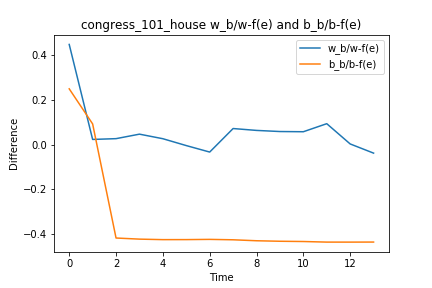 congress_101_house w_b/w-f(e) and b_b/b-f(e)
w_b/w-f(e)
b_b/b-f(e)
Difference
0.4
0.2
0.0
−0.2
−0.4
0 2 4 6 8 10 12
Time